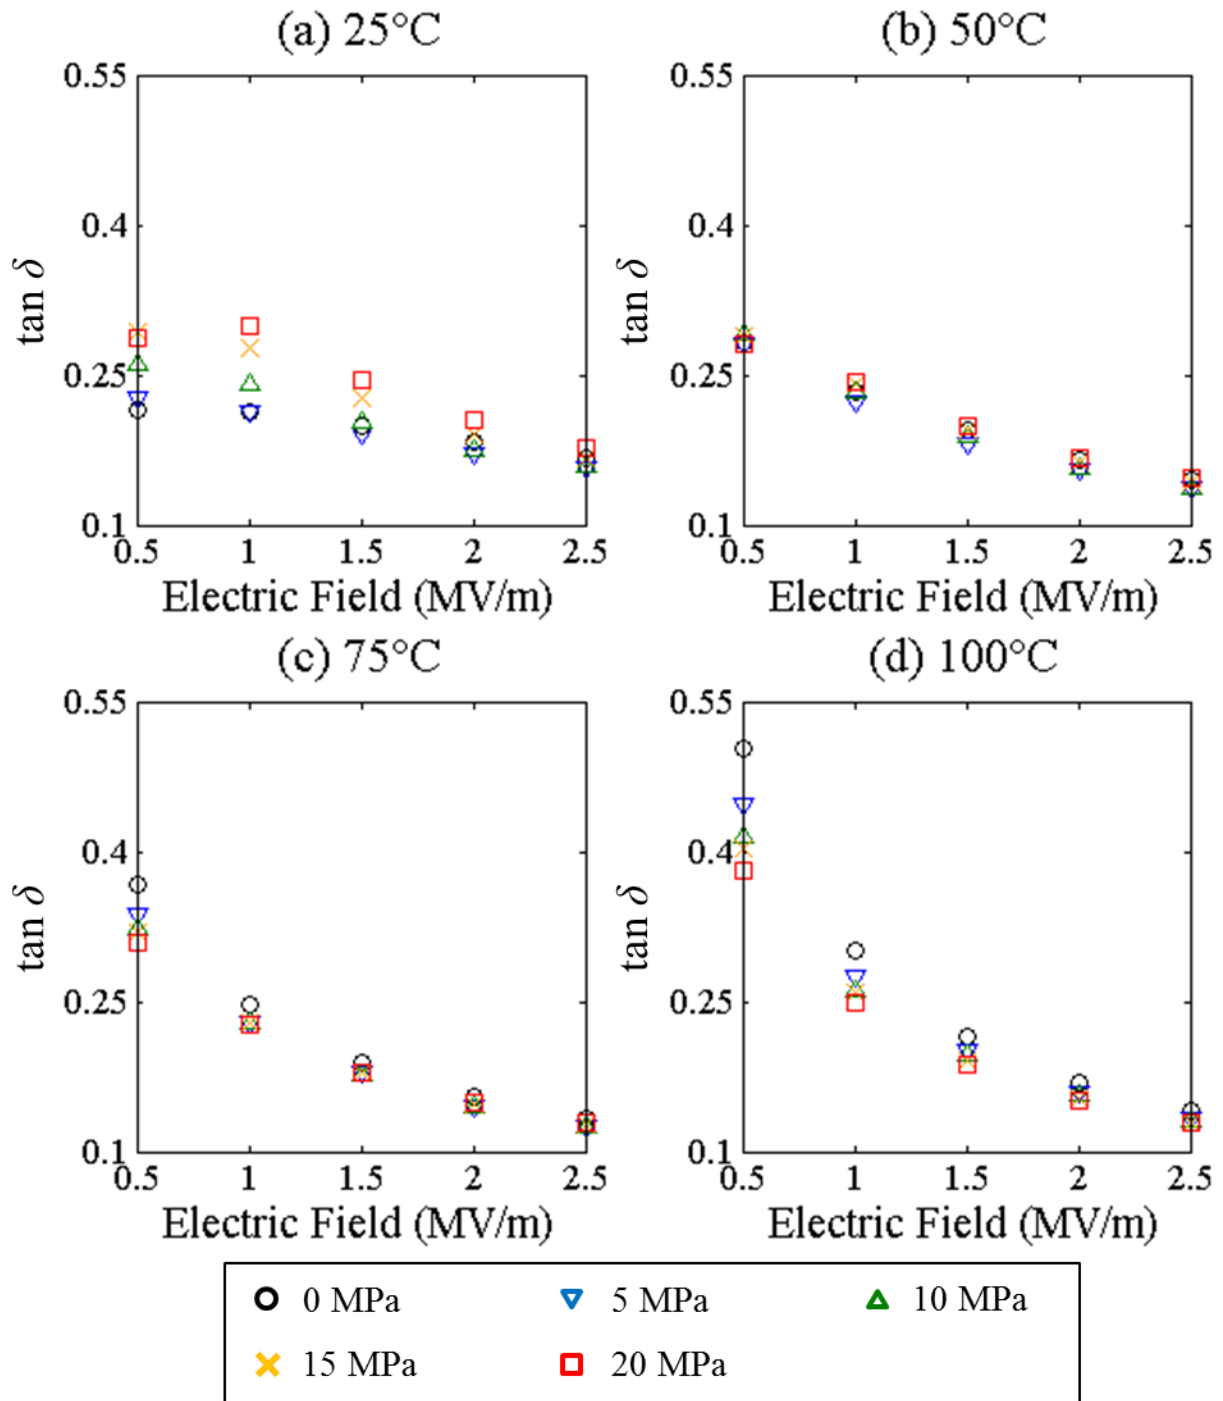 (a) 25°C
0.55
0.4
0.25
0.1
tan δ
0.5 1 1.5 2 2.5
Electric Field (MV/m)
(b) 50°C
0.55
0.4
0.25
0.1
tan δ
0.5 1 1.5 2 2.5
Electric Field (MV/m)
(c) 75°C
0.55
0.4
0.25
0.1
tan δ
0.5 1 1.5 2 2.5
Electric Field (MV/m)
(d) 100°C
0.55
0.4
0.25
0.1
tan δ
0.5 1 1.5 2 2.5
Electric Field (MV/m)
0 MPa 5 MPa 10 MPa
15 MPa 20 MPa